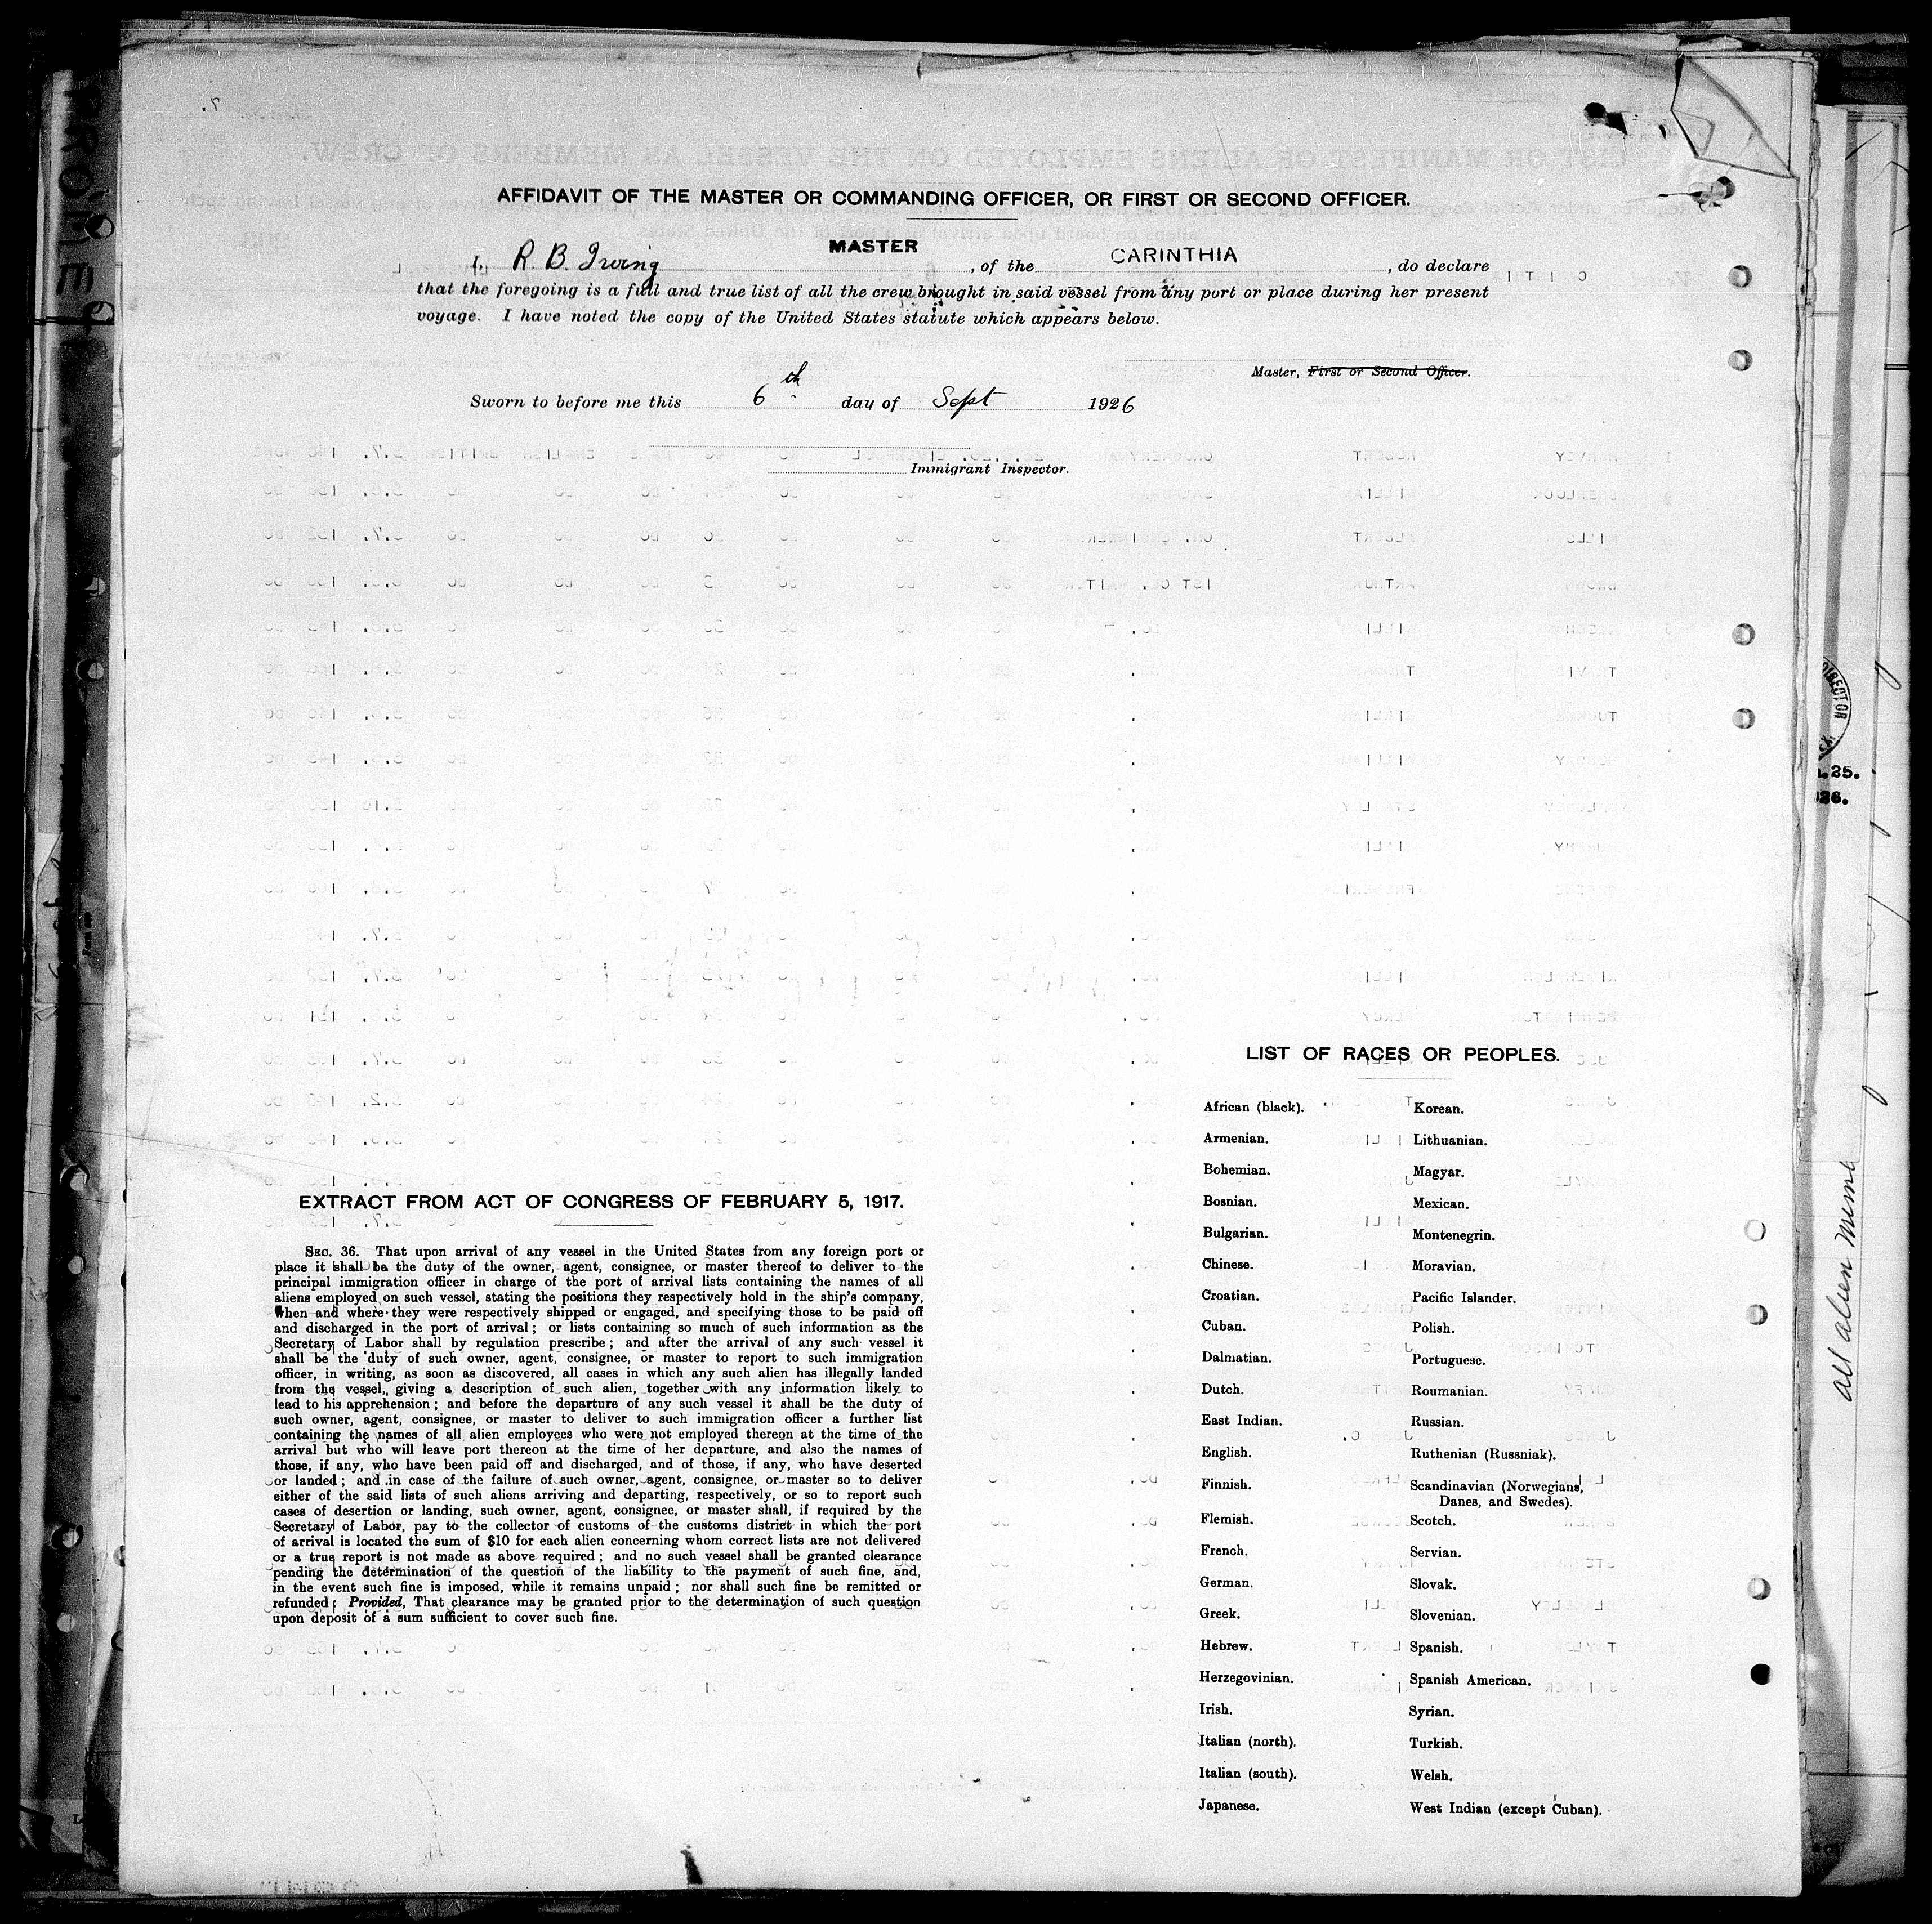 AFFIDAVIT OF THE MASTER OR COMMANDING OFFICER, OR FIRST OR SECOND OFFICER.
I, R. B. Irving MASTER, of the CARINTHIA, do declare
that the foregoing is a full and true list of all the crew brought in said vessel from any port or place during her present
voyage. I have noted the copy of the United States statute which appears below.
Master, First or Second Officer.
Sworn to before me this 6th day of Sept 1926
Immigrant Inspector.
EXTRACT FROM ACT OF CONGRESS OF FEBRUARY 5, 1917.
SEC. 36. That upon arrival of any vessel in the United States from any foreign port or
place it shall be the duty of the owner, agent, consignee, or master thereof to deliver to the
principal immigration officer in charge of the port of arrival lists containing the names of all
aliens employed on such vessel, stating the positions they respectively hold in the ship's company,
when and where they were respectively shipped or engaged, and specifying those to be paid off
and discharged in the port of arrival; or lists containing so much of such information as the
Secretary of Labor shall by regulation prescribe; and after the arrival of any such vessel it
shall be the duty of such owner, agent, consignee, or master to report to such immigration
officer, in writing, as soon as discovered, all cases in which any such alien has illegally landed
from the vessel, giving a description of such alien, together with any information likely to
lead to his apprehension; and before the departure of any such vessel it shall be the duty of
such owner, agent, consignee, or master to deliver to such immigration officer a further list
containing the names of all alien employees who were not employed thereon at the time of the
arrival but who will leave port thereon at the time of her departure, and also the names of
those, if any, who have been paid off and discharged, and of those, if any, who have deserted
or landed; and in case of the failure of such owner, agent, consignee, or master so to deliver
either of the said lists of such aliens arriving and departing, respectively, or so to report such
cases of desertion or landing, such owner, agent, consignee, or master shall, if required by the
Secretary of Labor, pay to the collector of customs of the customs district in which the port
of arrival is located the sum of $10 for each alien concerning whom correct lists are not delivered
or a true report is not made as above required; and no such vessel shall be granted clearance
pending the determination of the question of the liability to the payment of such fine, and,
in the event such fine is imposed, while it remains unpaid; nor shall such fine be remitted or
refunded: Provided, That clearance may be granted prior to the determination of such question
upon deposit of a sum sufficient to cover such fine.
LIST OF RACES OR PEOPLES.
African (black). Korean.
Armenian. Lithuanian.
Bohemian. Magyar.
Bosnian. Mexican.
Bulgarian. Montenegrin.
Chinese. Moravian.
Croatian. Pacific Islander.
Cuban. Polish.
Dalmatian. Portuguese.
Dutch. Roumanian.
East Indian. Russian.
English. Ruthenian (Russniak).
Finnish. Scandinavian (Norwegians,
Danes, and Swedes).
Flemish. Scotch.
French. Servian.
German. Slovak.
Greek. Slovenian.
Hebrew. Spanish.
Herzegovinian. Spanish American.
Irish. Syrian.
Italian (north). Turkish.
Italian (south). Welsh.
Japanese. West Indian (except Cuban).
DIRECTOR
25.
26.
all alien